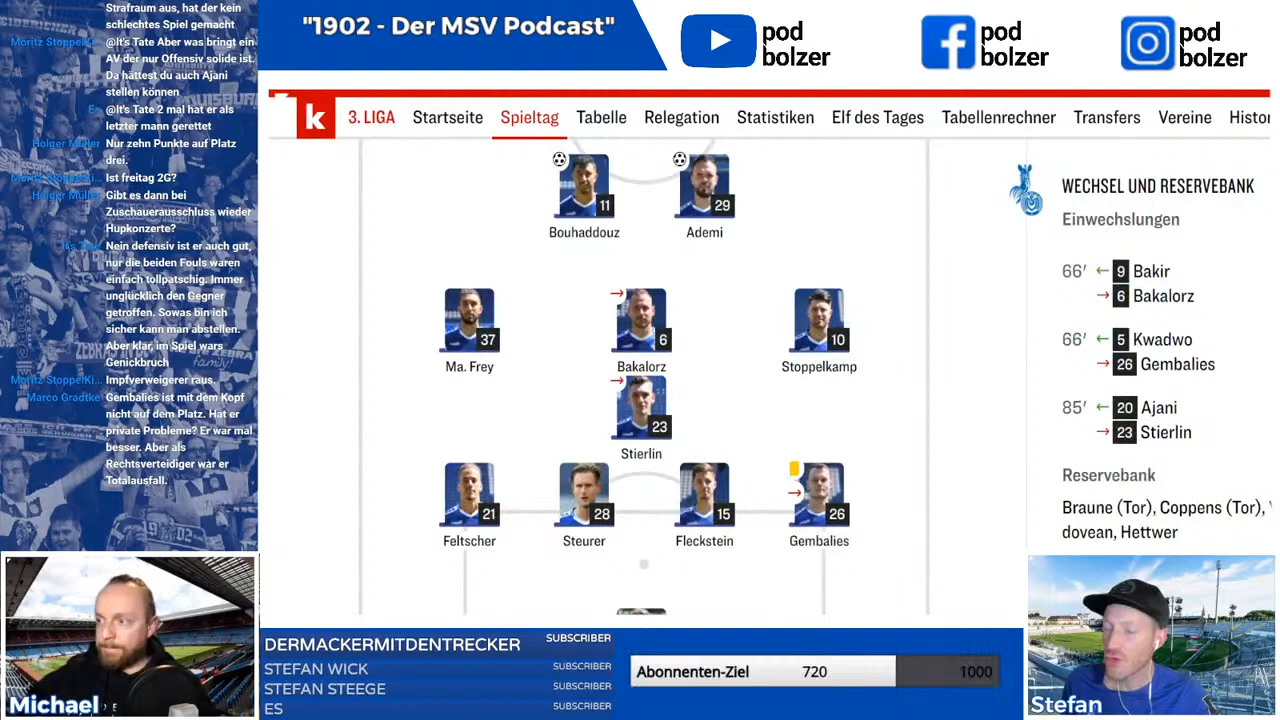 Strafraum aus, hat der kein
schlechtes Spiel gemacht
Moritz StoppelKi...
@It's Tate Aber was bringt ein
AV der nur Offensiv solide ist.
Da hättest du auch Ajani
stellen können
Es
@It's Tate 2 mal hat er als
letzter mann gerettet
Holger Müller
Nur zehn Punkte auf Platz
drei.
Moritz StoppelKi...
Ist freitag 2G?
Holger Müller
Gibt es dann bei
Zuschauerausschluss wieder
Hupkonzerte?
It's Tate
Nein defensiv ist er auch gut,
nur die beiden Fouls waren
einfach tollpatschig. Immer
unglücklich den Gegner
getroffen. Sowas bin ich
sicher kann man abstellen.
Aber klar, im Spiel wars
Genickbruch
Moritz StoppelKi...
Impfverweigerer raus.
Marco Gradtke
Gembalies ist mit dem Kopf
nicht auf dem Platz. Hat er
private Probleme? Er war mal
besser. Aber als
Rechtsverteidiger war er
Totalausfall.
"1902 - Der MSV Podcast"
pod
bolzer
f
pod
bolzer
pod
bolzer
k
3. LIGA Startseite Spieltag Tabelle Relegation Statistiken Elf des Tages Tabellenrechner Transfers Vereine Histor
11
Bouhaddouz
29
Ademi
37
Ma. Frey
6
Bakalorz
10
Stoppelkamp
23
Stierlin
21
Feltscher
28
Steurer
15
Fleckstein
26
Gembalies
WECHSEL UND RESERVEBANK
Einwechslungen
66' ← 9 Bakir
→ 6 Bakalorz
66' ← 5 Kwadwo
→ 26 Gembalies
85' ← 20 Ajani
→ 23 Stierlin
Reservebank
Braune (Tor), Coppens (Tor),
dovean, Hettwer
Michael
DERMACKERMITDENTRECKER SUBSCRIBER
STEFAN WICK SUBSCRIBER
STEFAN STEEGE SUBSCRIBER
ES SUBSCRIBER
Abonnenten-Ziel 720 1000
Stefan